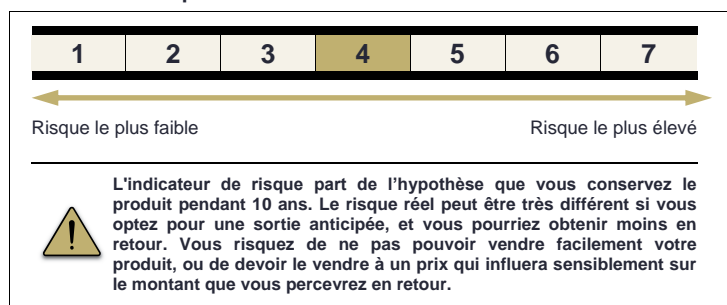 1 2 3 4 5 6 7
Risque le plus faible Risque le plus élevé
L'indicateur de risque part de l’hypothèse que vous conservez le
produit pendant 10 ans. Le risque réel peut être très différent si vous
optez pour une sortie anticipée, et vous pourriez obtenir moins en
retour. Vous risquez de ne pas pouvoir vendre facilement votre
produit, ou de devoir le vendre à un prix qui influera sensiblement sur
le montant que vous percevrez en retour.